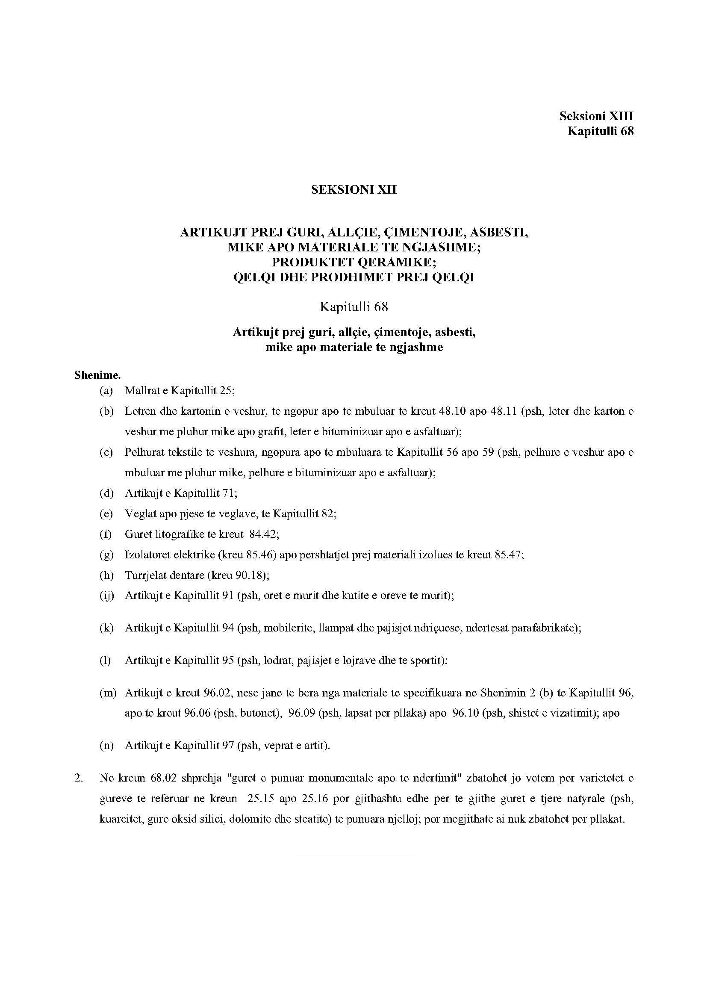 Seksioni XIII
Kapitulli 68
SEKSIONI XII
ARTIKUJT PREJ GURI, ALLÇIE, ÇIMENTOJE, ASBESTI,
MIKE APO MATERIALE TE NGJASHME;
PRODUKTET QERAMIKE;
QELQI DHE PRODHIMET PREJ QELQI
Kapitulli 68
Artikujt prej guri, allçie, çimentoje, asbesti,
mike apo materiale te ngjashme
Shenime.
(a) Mallrat e Kapitullit 25;
(b) Letren dhe kartonin e veshur, te ngopur apo te mbuluar te kreut 48.10 apo 48.11 (psh, leter dhe karton e
veshur me pluhur mike apo grafit, leter e bituminizuar apo e asfaltuar);
(c) Pelhurat tekstile te veshura, ngopura apo te mbuluara te Kapitullit 56 apo 59 (psh, pelhure e veshur apo e
mbuluar me pluhur mike, pelhure e bituminizuar apo e asfaltuar);
(d) Artikujt e Kapitullit 71;
(e) Veglat apo pjese te veglave, te Kapitullit 82;
(f) Guret litografike te kreut 84.42;
(g) Izolatoret elektrike (kreu 85.46) apo pershtatjet prej materiali izolues te kreut 85.47;
(h) Turrjelat dentare (kreu 90.18);
(ij) Artikujt e Kapitullit 91 (psh, oret e murit dhe kutite e oreve te murit);
(k) Artikujt e Kapitullit 94 (psh, mobilerite, llampat dhe pajisjet ndriçuese, ndertesat parafabrikate);
(l) Artikujt e Kapitullit 95 (psh, lodrat, pajisjet e lojrave dhe te sportit);
(m) Artikujt e kreut 96.02, nese jane te bera nga materiale te specifikuara ne Shenimin 2 (b) te Kapitullit 96,
apo te kreut 96.06 (psh, butonet), 96.09 (psh, lapsat per pllaka) apo 96.10 (psh, shistet e vizatimit); apo
(n) Artikujt e Kapitullit 97 (psh, veprat e artit).
2. Ne kreun 68.02 shprehja "guret e punuar monumentale apo te ndertimit" zbatohet jo vetem per varietetet e
gureve te referuar ne kreun 25.15 apo 25.16 por gjithashtu edhe per te gjithe guret e tjere natyrale (psh,
kuarcitet, gure oksid silici, dolomite dhe steatite) te punuara njelloj; por megjithate ai nuk zbatohet per pllakat.